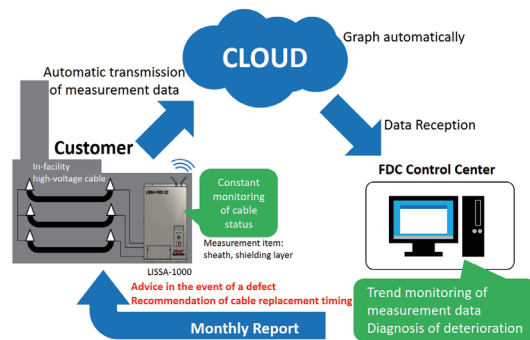 CLOUD
Graph automatically
Automatic transmission
of measurement data
Data Reception
Customer
In-facility
high-voltage cable
LISSA-1000
Constant
monitoring
of cable
status
Measurement item:
sheath, shielding layer
LISSA-1000
FDC Control Center
Advice in the event of a defect
Recommendation of cable replacement timing
Monthly Report
Trend monitoring of
measurement data
Diagnosis of deterioration